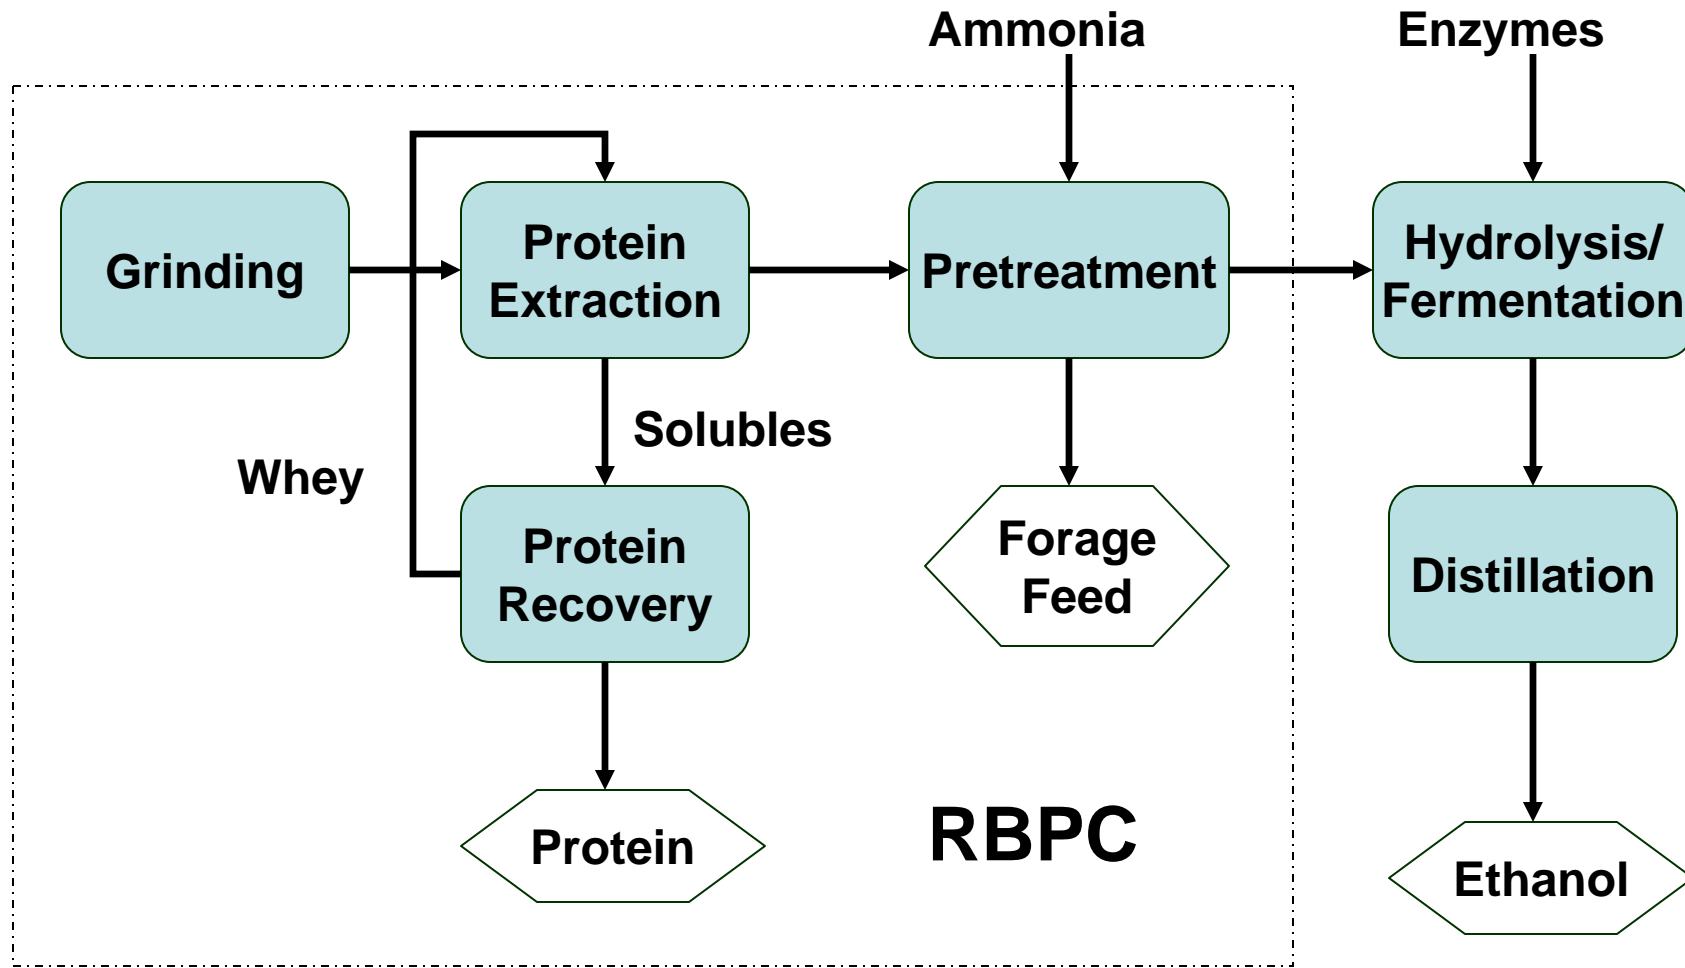 Ammonia
Enzymes
Grinding
Protein
Extraction
Pretreatment
Hydrolysis/
Fermentation
Solubles
Whey
Protein
Recovery
Forage
Feed
Distillation
Protein
RBPC
Ethanol